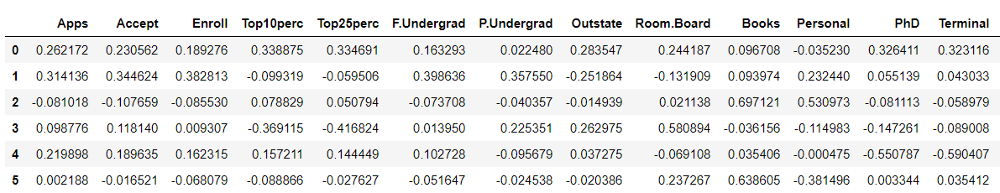 Apps Accept Enroll Top10perc Top25perc F.Undergrad P.Undergrad Outstate Room.Board Books Personal PhD Terminal
0 0.262172 0.230562 0.189276 0.338875 0.334691 0.163293 0.022480 0.283547 0.244187 0.096708 -0.035230 0.326411 0.323116
1 0.314136 0.344624 0.382813 -0.099319 -0.059506 0.398636 0.357550 -0.251864 -0.131909 0.093974 0.232440 0.055139 0.043033
2 -0.081018 -0.107659 -0.085530 0.078829 0.050794 -0.073708 -0.040357 -0.014939 0.021138 0.697121 0.530973 -0.081113 -0.058979
3 0.098776 0.118140 0.009307 -0.369115 -0.416824 0.013950 0.225351 0.262975 0.580894 -0.036156 -0.114983 -0.147261 -0.089008
4 0.219898 0.189635 0.162315 0.157211 0.144449 0.102728 -0.095679 0.037275 -0.069108 0.035406 -0.000475 -0.550787 -0.590407
5 0.002188 -0.016521 -0.068079 -0.088866 -0.027627 -0.051647 -0.024538 -0.020386 0.237267 0.638605 -0.381496 0.003344 0.035412